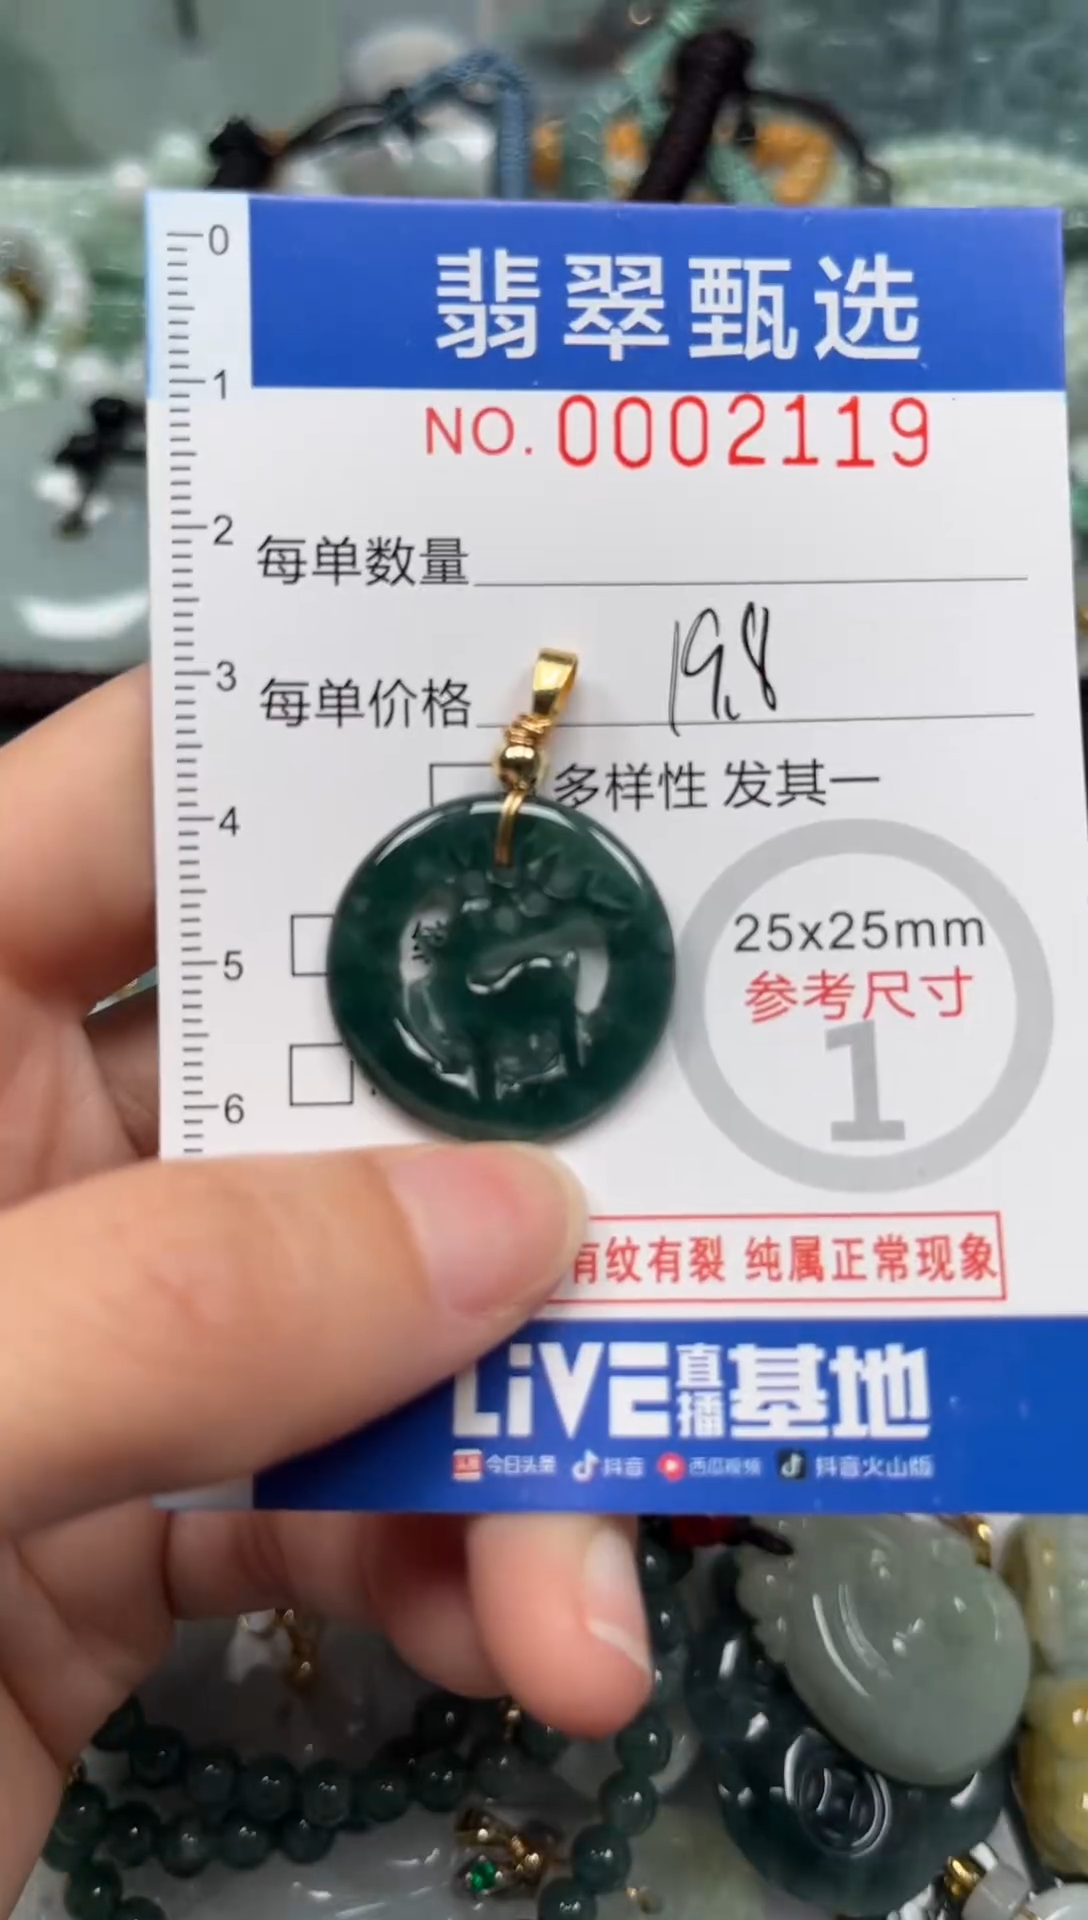 翡翠甄选
NO. 0002119
每单数量
每单价格 19.8
多样性 发其一
25x25mm
参考尺寸
1
有纹有裂 纯属正常现象
LiVE直播基地
头条 今日头条 抖音 西瓜视频 抖音火山版
0
1
2
3
4
5
6